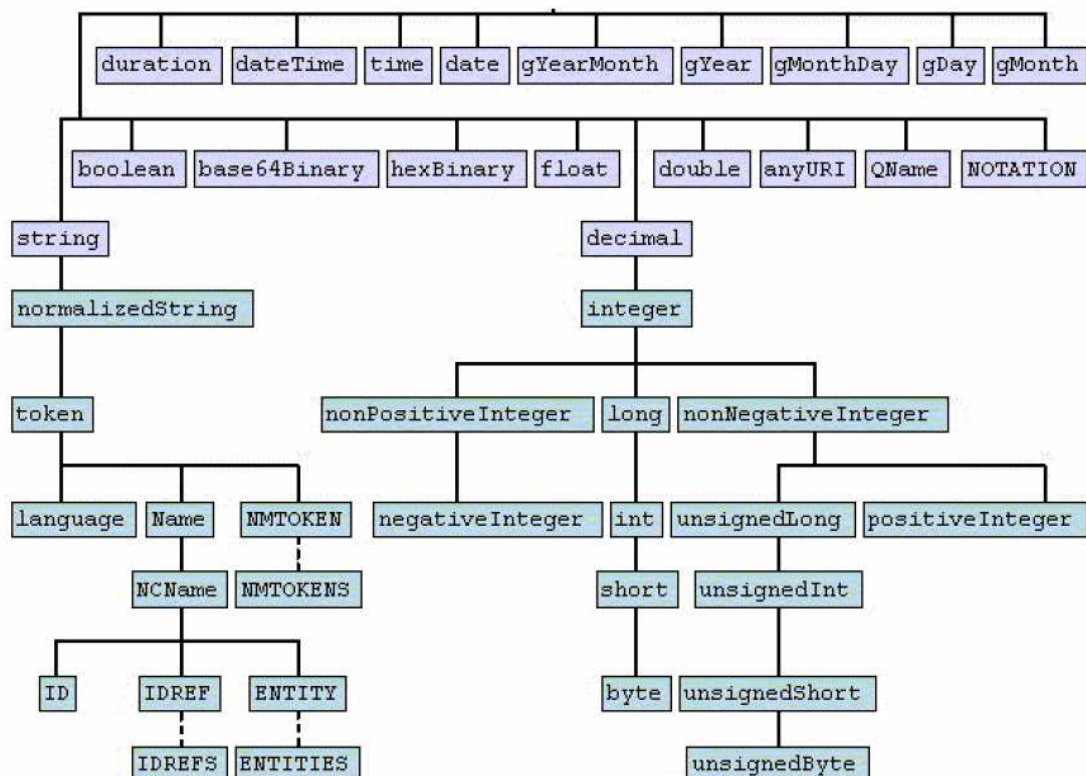 duration dateTime time date gYearMonth gYear gMonthDay gDay gMonth
boolean base64Binary hexBinary float double anyURI QName NOTATION
string decimal
normalizedString integer
token nonPositiveInteger long nonNegativeInteger
language Name NMTOKEN negativeInteger int unsignedLong positiveInteger
NCName NMTOKENS short unsignedInt
ID IDREF ENTITY byte unsignedShort
IDREFS ENTITIES unsignedByte